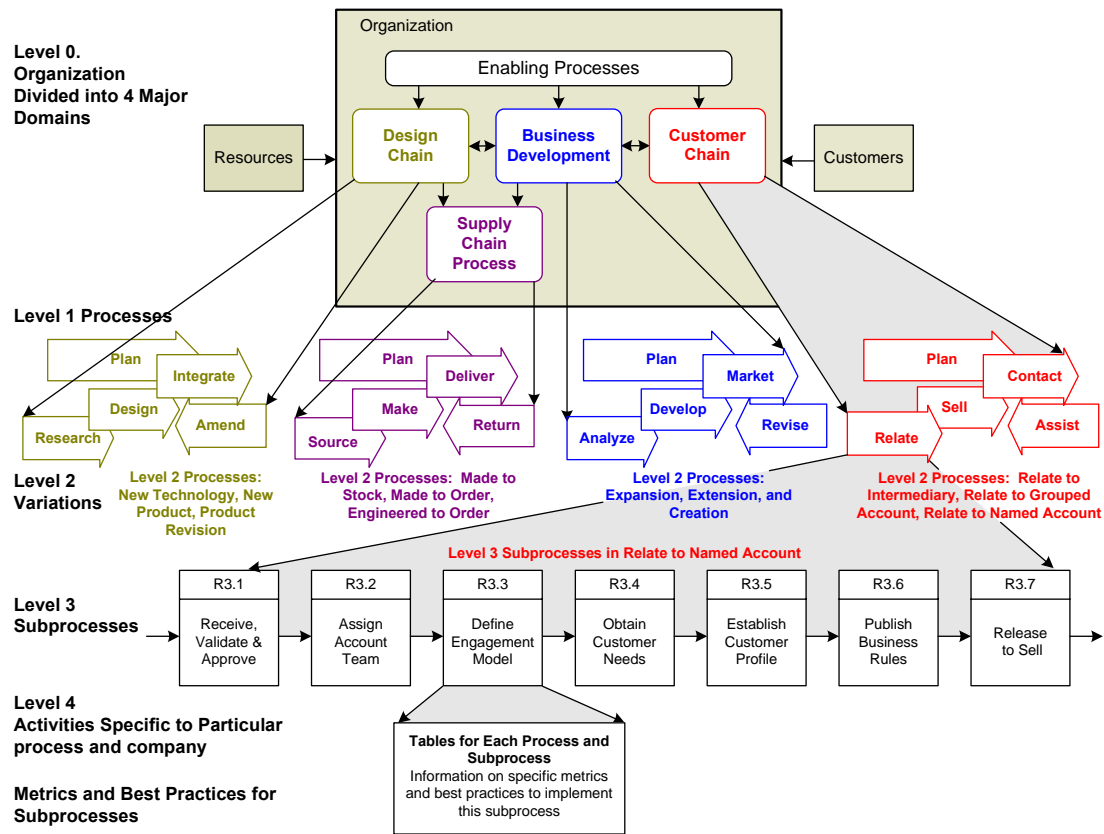 Organization
Level 0.
Organization
Divided into 4 Major
Domains
Enabling Processes
Design
Chain
Business
Development
Customer
Chain
Resources
Customers
Supply
Chain
Process
Level 1 Processes
Plan
Integrate
Design
Research
Amend
Plan
Deliver
Make
Source
Return
Plan
Market
Develop
Analyze
Revise
Plan
Contact
Sell
Relate
Assist
Level 2
Variations
Level 2 Processes:
New Technology, New
Product, Product
Revision
Level 2 Processes:  Made to
Stock, Made to Order,
Engineered to Order
Level 2 Processes:
Expansion, Extension, and
Creation
Level 2 Processes:  Relate to
Intermediary, Relate to Grouped
Account, Relate to Named Account
Level 3 Subprocesses in Relate to Named Account
Level 3
Subprocesses
R3.1
Receive,
Validate &
Approve
R3.2
Assign
Account
Team
R3.3
Define
Engagement
Model
R3.4
Obtain
Customer
Needs
R3.5
Establish
Customer
Profile
R3.6
Publish
Business
Rules
R3.7
Release
to Sell
Level 4
Activities Specific to Particular
process and company
Tables for Each Process and
Subprocess
Information on specific metrics
and best practices to implement
this subprocess
Metrics and Best Practices for
Subprocesses